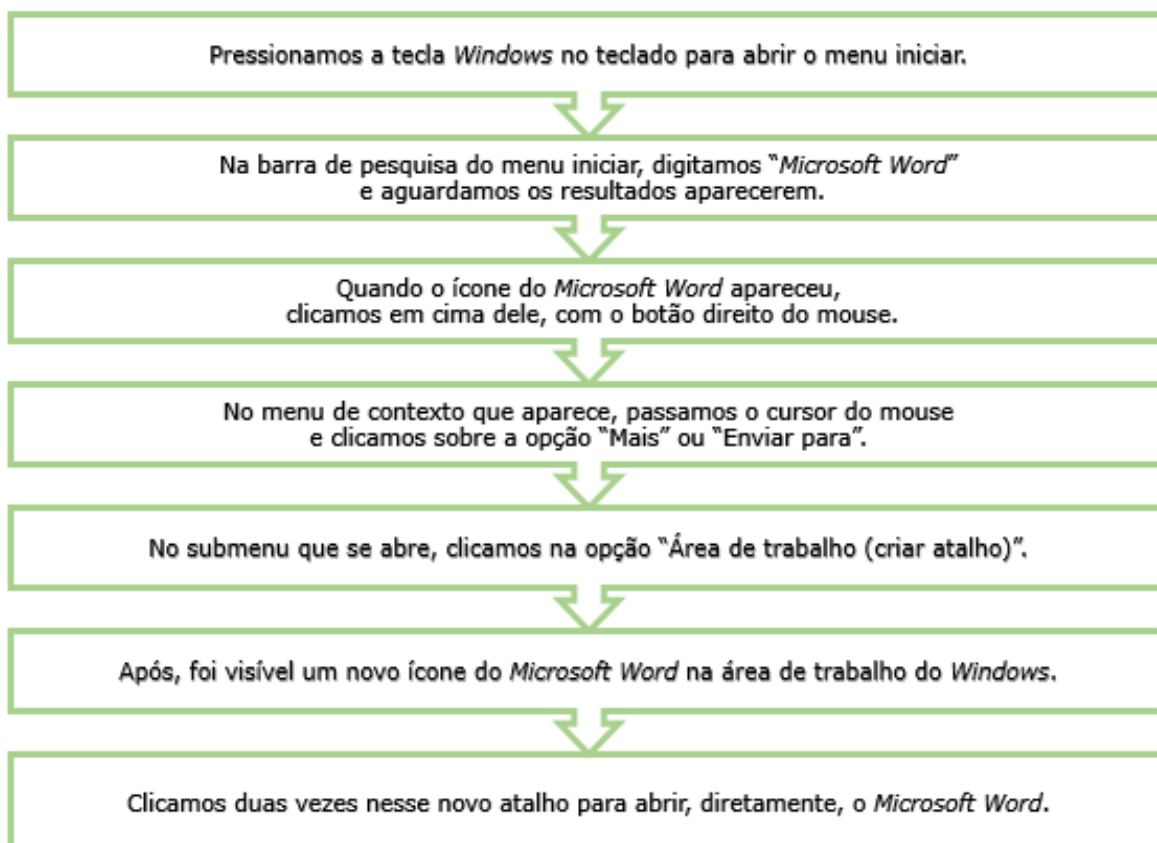 Pressionamos a tecla Windows no teclado para abrir o menu iniciar.
Na barra de pesquisa do menu iniciar, digitamos “Microsoft Word”
e aguardamos os resultados aparecerem.
Quando o ícone do Microsoft Word apareceu,
clicamos em cima dele, com o botão direito do mouse.
No menu de contexto que aparece, passamos o cursor do mouse
e clicamos sobre a opção “Mais” ou “Enviar para”.
No submenu que se abre, clicamos na opção “Área de trabalho (criar atalho)”.
Após, foi visível um novo ícone do Microsoft Word na área de trabalho do Windows.
Clicamos duas vezes nesse novo atalho para abrir, diretamente, o Microsoft Word.